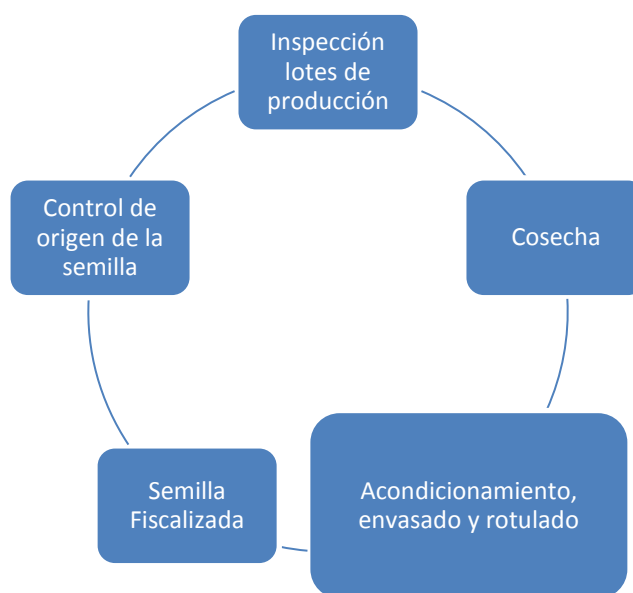 Inspección
lotes de
producción
Control de
origen de la
semilla
Cosecha
Semilla
Fiscalizada
Acondicionamiento,
envasado y rotulado